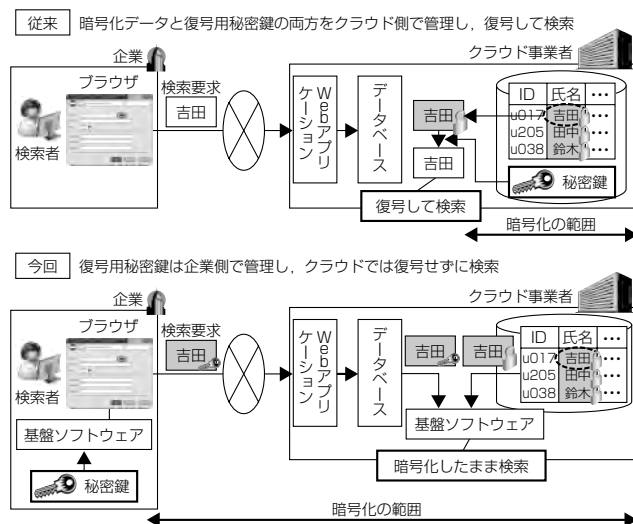 従来 暗号化データと復号用秘密鍵の両方をクラウド側で管理し，復号して検索
企業
クラウド事業者
ブラウザ
検索要求
吉田
検索者
Webアプリケーション
データベース
吉田
吉田
ID 氏名 …
u017 吉田 …
u205 田中 …
u038 鈴木 …
秘密鍵
復号して検索
暗号化の範囲
今回 復号用秘密鍵は企業側で管理し，クラウドでは復号せずに検索
企業
クラウド事業者
ブラウザ
検索要求
吉田
検索者
Webアプリケーション
データベース
吉田
吉田
ID 氏名 …
u017 吉田 …
u205 田中 …
u038 鈴木 …
基盤ソフトウェア
基盤ソフトウェア
秘密鍵
暗号化したまま検索
暗号化の範囲